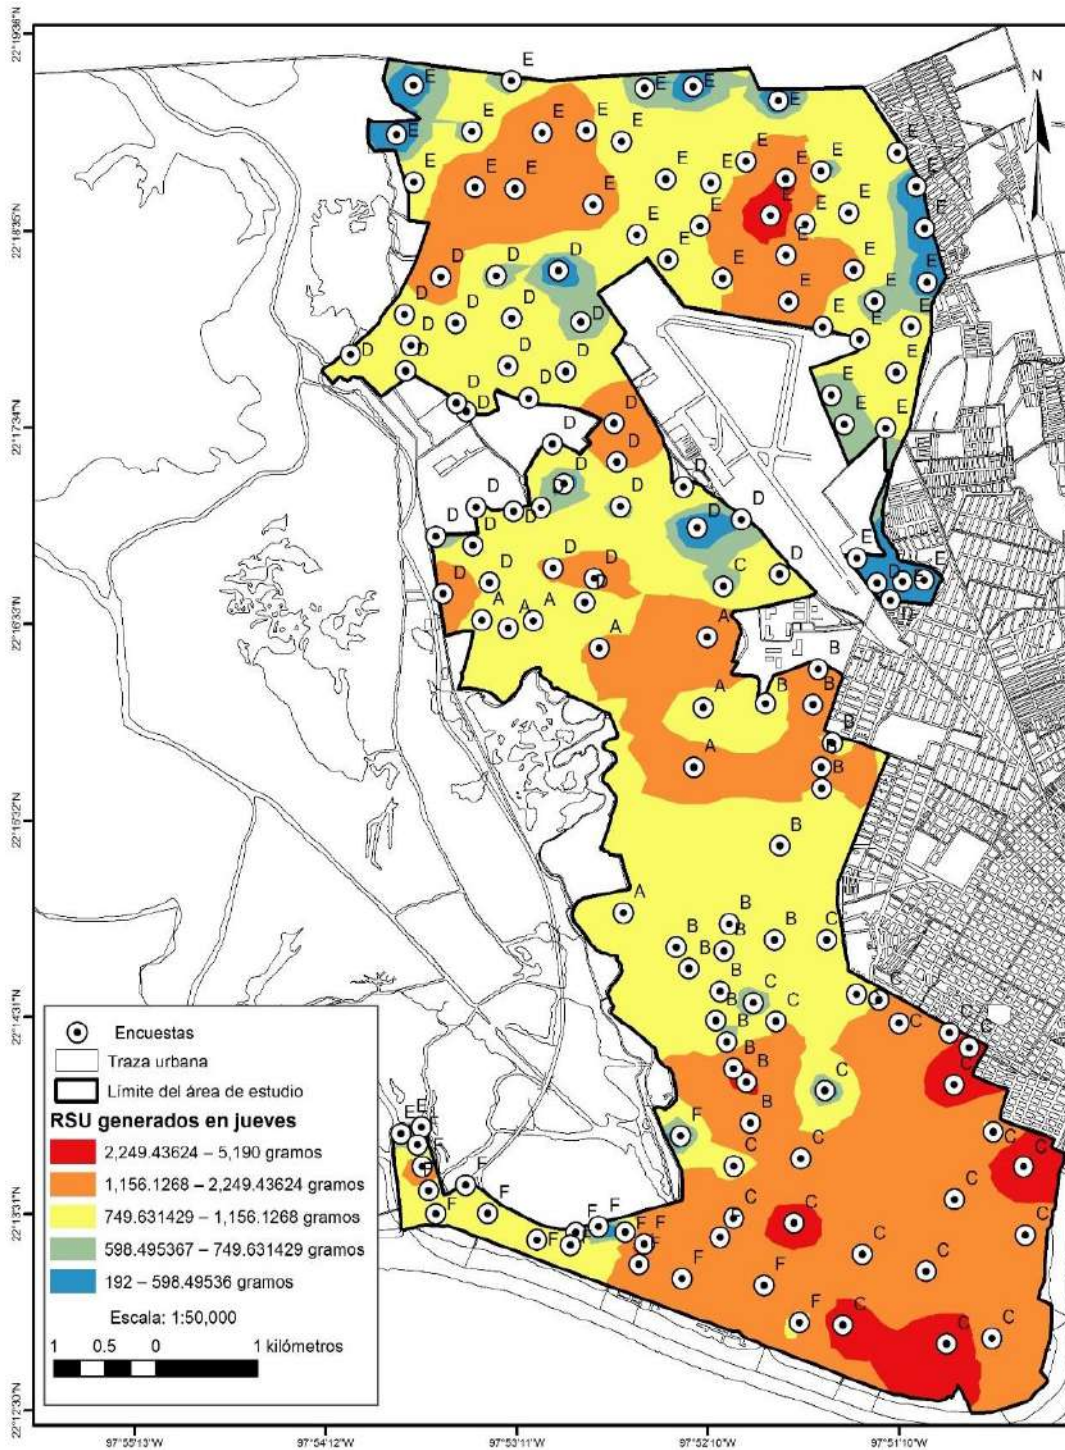 22°19'36"N
22°18'35"N
22°17'34"N
22°16'33"N
22°15'32"N
22°14'31"N
22°13'31"N
22°12'30"N
N
E E E E E
E E E E E E E E
E E E E E E E E
E E E E E E E
D D D E E E E
D D D D E E E
D D D E E
D D D D
D D D D D
D D D D C D E E E
D A A A D D
A A B
A B B
A B B
B
A B B C
B B
B C C C
B B C
B C C
B C
F C C C
C C
E E F F F F
C C C
F F F C C
F F F C C
Encuestas
Traza urbana
Límite del área de estudio
RSU generados en jueves
2,249.43624 – 5,190 gramos
1,156.1268 – 2,249.43624 gramos
749.631429 – 1,156.1268 gramos
598.495367 – 749.631429 gramos
192 – 598.49536 gramos
Escala: 1:50,000
1 0.5 0 1 kilómetros
97°55'13"W 97°54'12"W 97°53'11"W 97°52'10"W 97°51'10"W